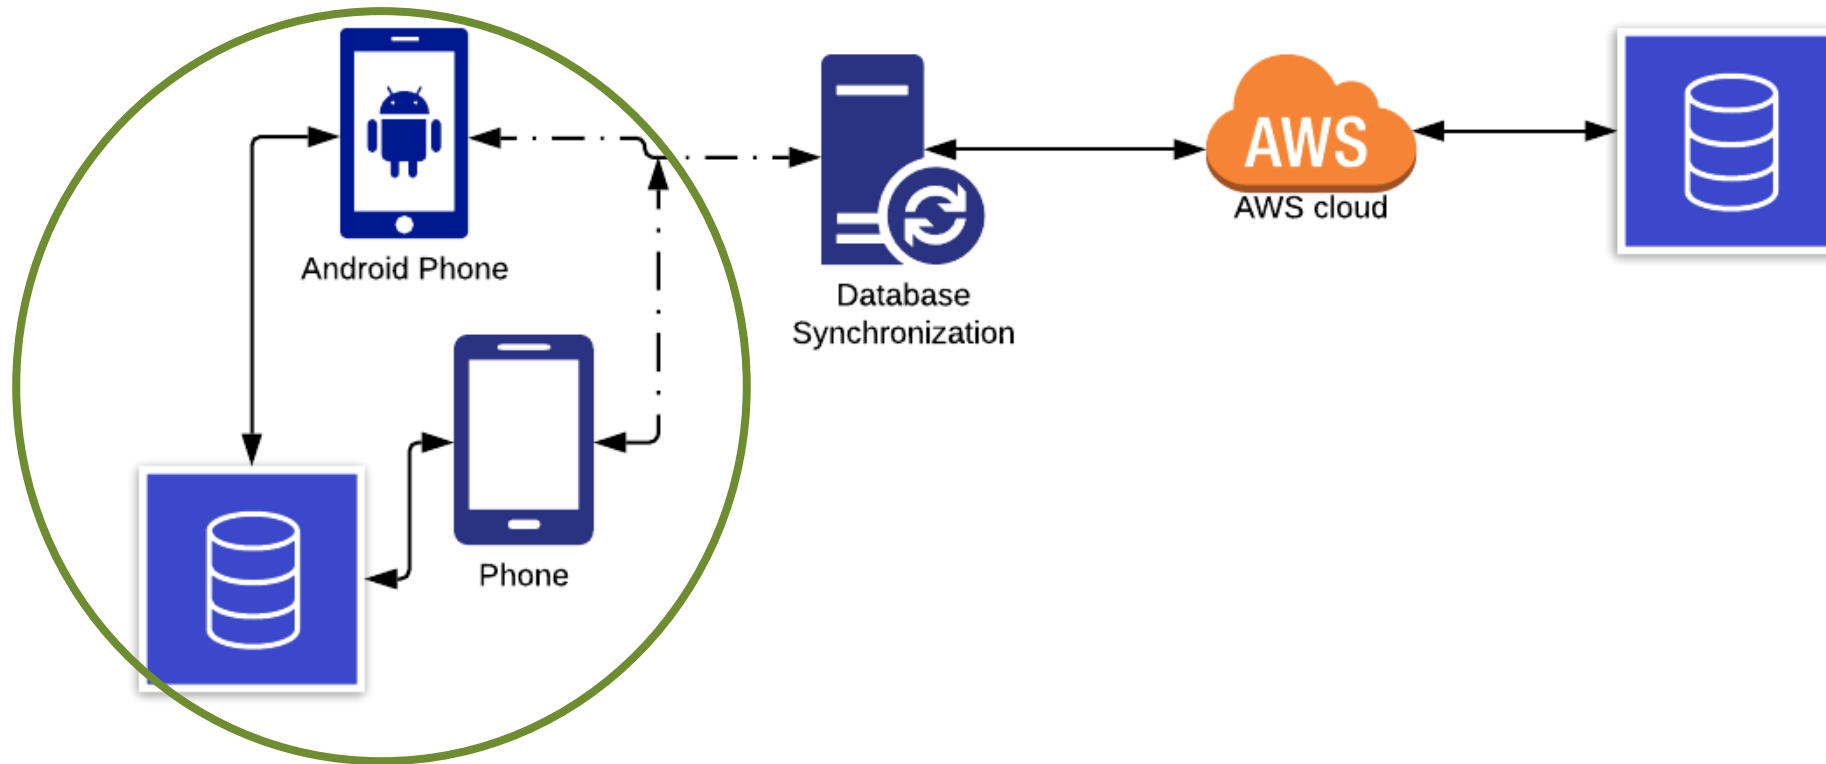 Android Phone
Phone
Database
Synchronization
AWS
AWS cloud